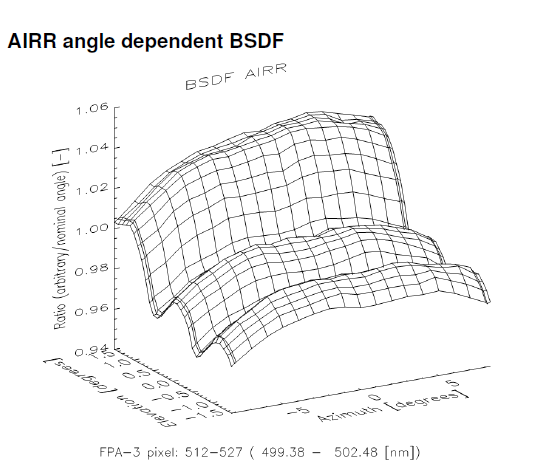 AIRR angle dependent BSDF
BSDF AIRR
1.06
1.04
1.02
1.00
0.98
0.96
0.94
Ratio (arbitrary/nominal angle) [-]
Elevation [degrees]
-5
0
5
Azimuth [degrees]
FPA-3 pixel: 512-527 ( 499.38 - 502.48 [nm])